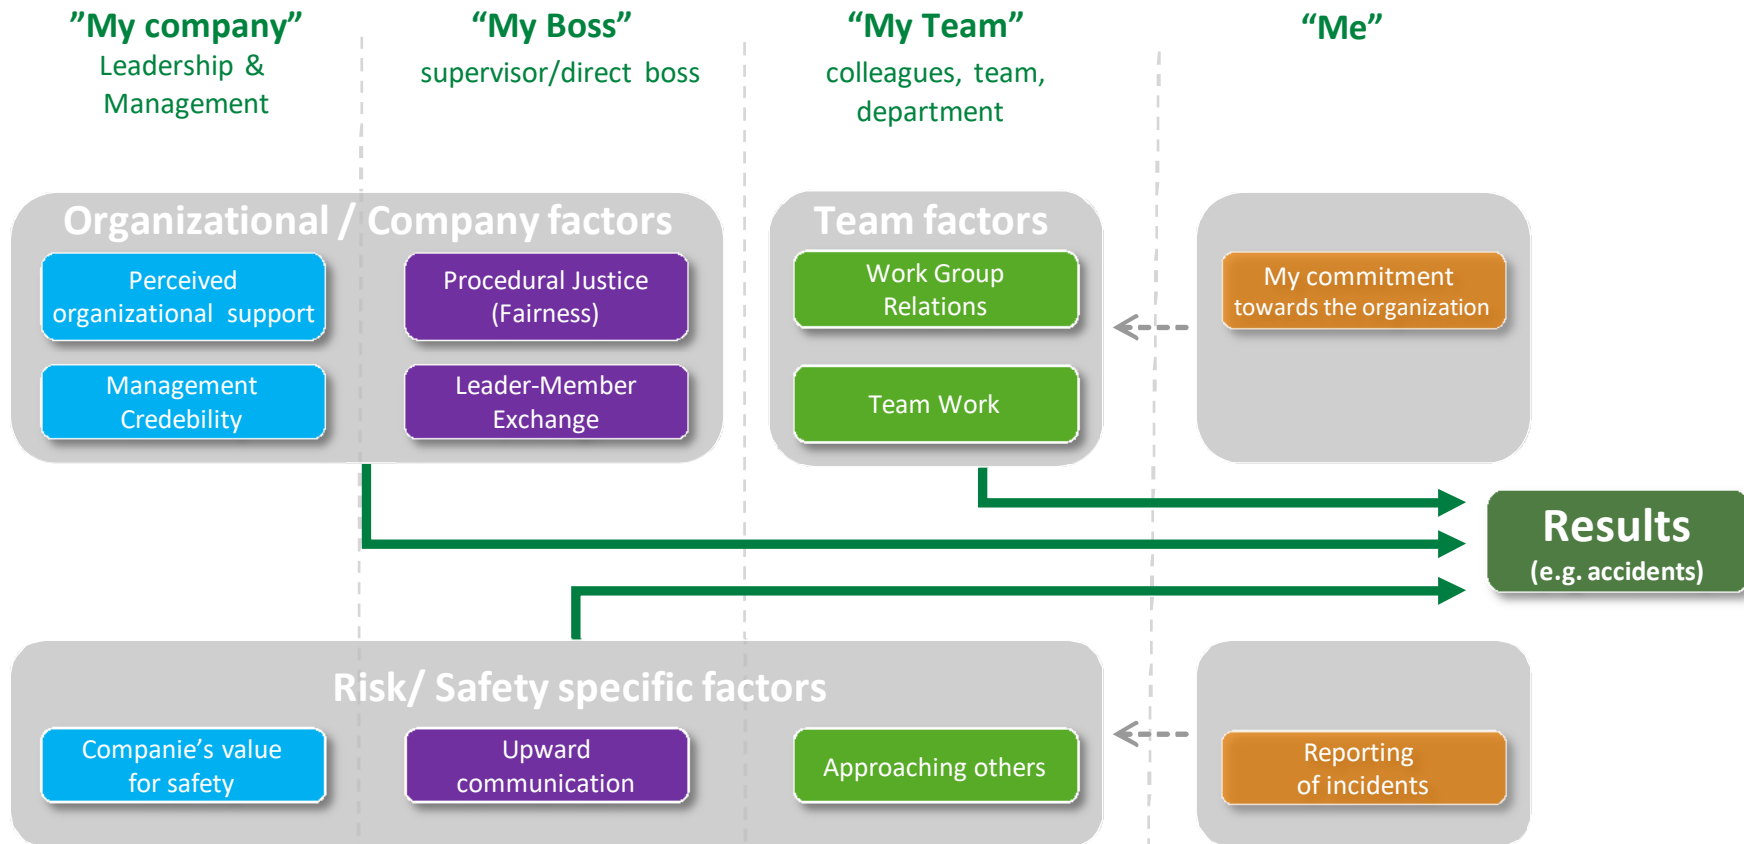 ”My company”
Leadership &
Management
“My Boss”
supervisor/direct boss
“My Team”
colleagues, team,
department
“Me”
Organizational / Company factors
Perceived
organizational support
Procedural Justice
(Fairness)
Management
Credebility
Leader-Member
Exchange
Team factors
Work Group
Relations
Team Work
My commitment
towards the organization
Results
(e.g. accidents)
Risk/ Safety specific factors
Companie’s value
for safety
Upward
communication
Approaching others
Reporting
of incidents